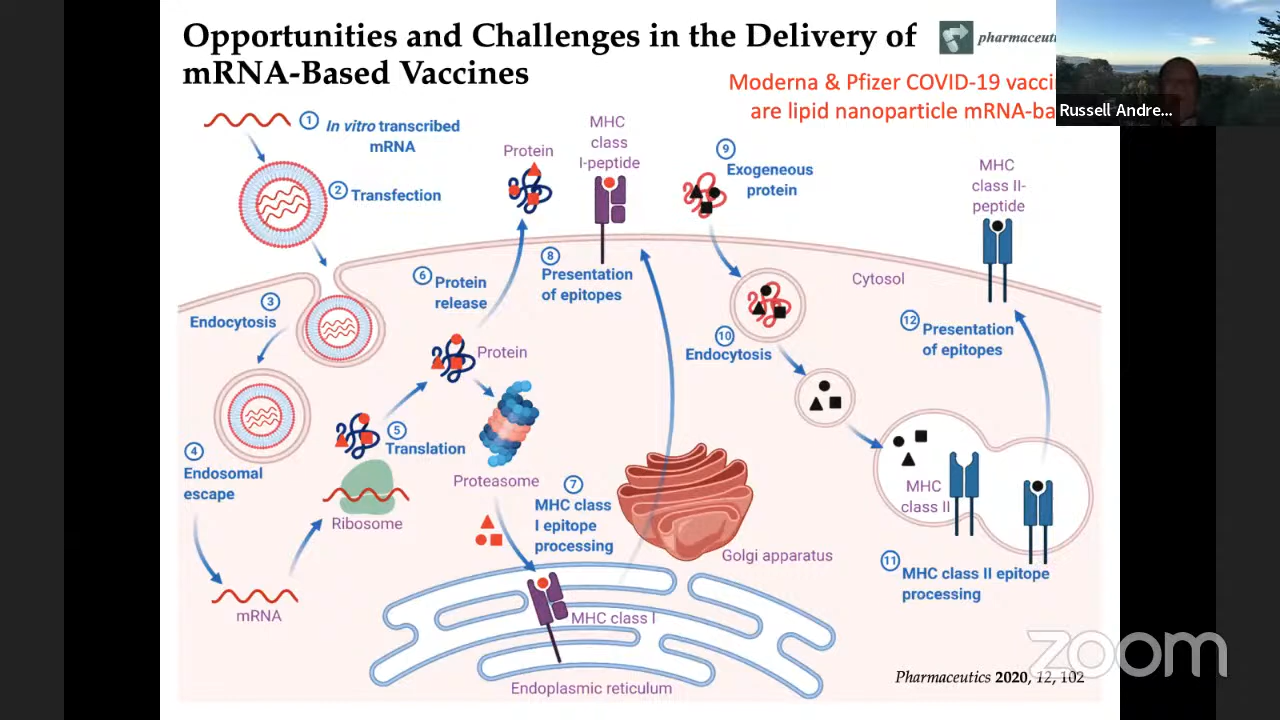 Opportunities and Challenges in the Delivery of
mRNA-Based Vaccines
pharmaceut
Moderna & Pfizer COVID-19 vacci
are lipid nanoparticle mRNA-ba
Russell Andre...
1 In vitro transcribed
mRNA
2 Transfection
3
Endocytosis
4
Endosomal
escape
mRNA
Ribosome
5
Translation
Protein
6 Protein
release
Protein
MHC
class
I-peptide
8
Presentation
of epitopes
Proteasome
7
MHC class
I epitope
processing
MHC class I
Endoplasmic reticulum
Golgi apparatus
9
Exogeneous
protein
10
Endocytosis
Cytosol
MHC
class II
11
MHC class II epitope
processing
12
Presentation
of epitopes
MHC
class II-
peptide
Pharmaceutics 2020, 12, 102
zoom